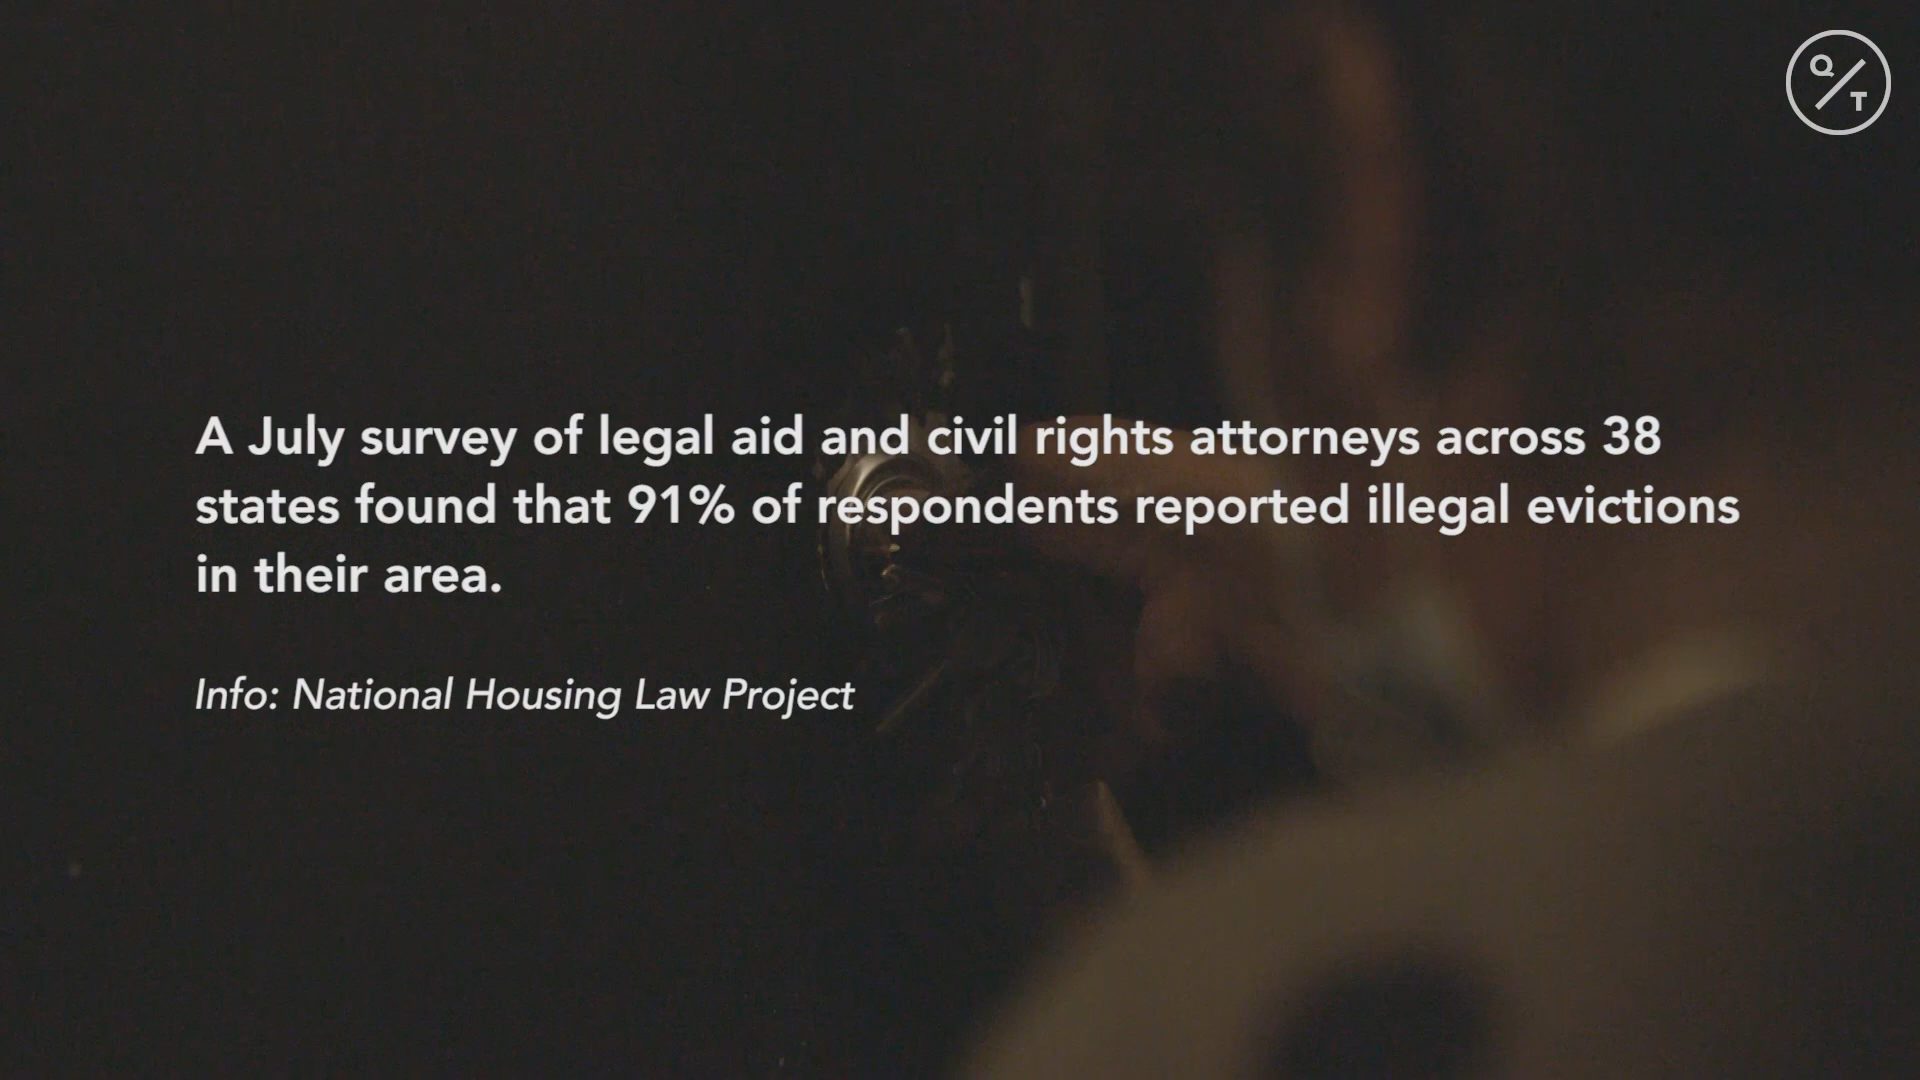 Q
T
A July survey of legal aid and civil rights attorneys across 38
states found that 91% of respondents reported illegal evictions
in their area.
Info: National Housing Law Project